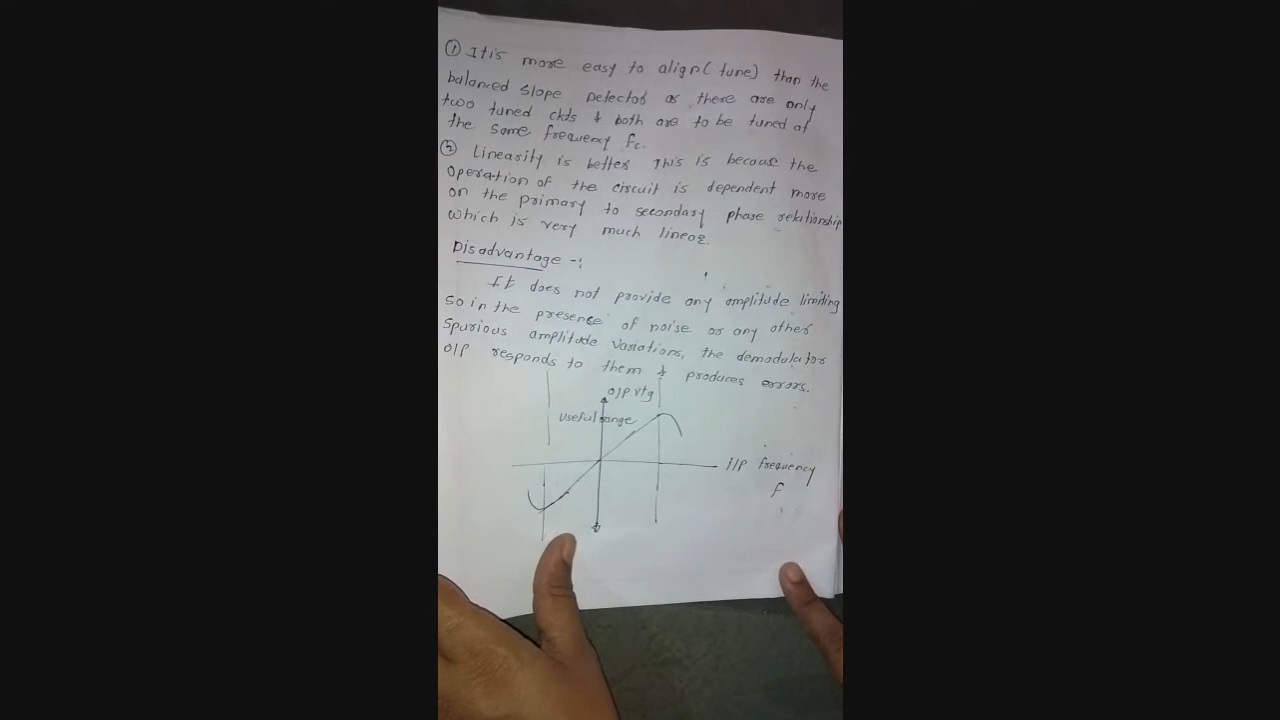 ① It is more easy to align (tune) than the
balanced slope Detector as there are only
two tuned ckts & both are to be tuned at
the same frequency fc.
② Linearity is better This is because the
operation of the circuit is dependent more
on the primary to secondary phase relationship
which is very much linear.
Disadvantage -:
It does not provide any amplitude limiting
so in the presence of noise or any other
spurious amplitude variations, the demodulator
O/P responds to them & produces errors.
O/P vtg
Useful range
i/P frequency
f